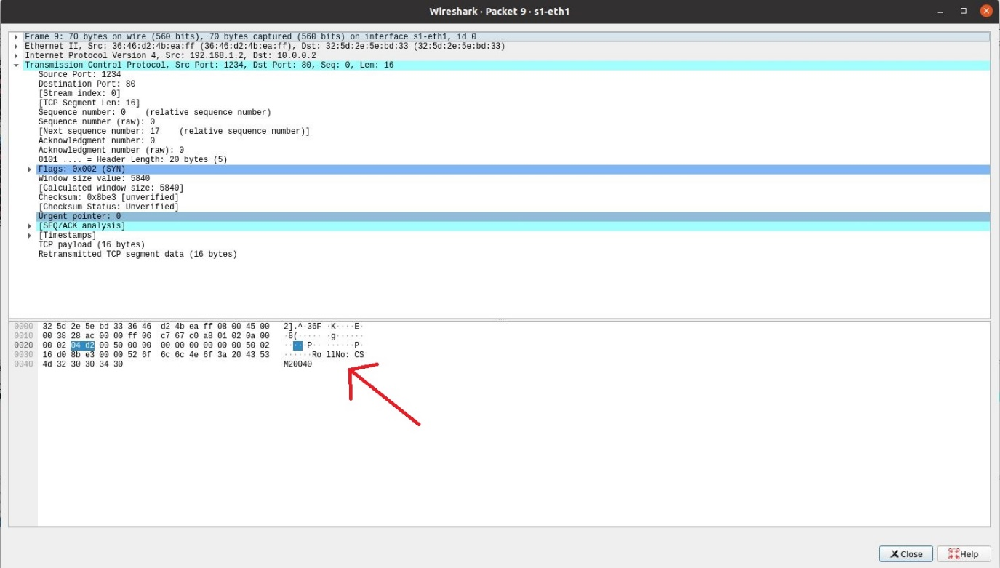 Wireshark · Packet 9 · s1-eth1
Frame 9: 70 bytes on wire (560 bits), 70 bytes captured (560 bits) on interface s1-eth1, id 0
Ethernet II, Src: 36:46:d2:4b:ea:ff (36:46:d2:4b:ea:ff), Dst: 32:5d:2e:5e:bd:33 (32:5d:2e:5e:bd:33)
Internet Protocol Version 4, Src: 192.168.1.2, Dst: 10.0.0.2
Transmission Control Protocol, Src Port: 1234, Dst Port: 80, Seq: 0, Len: 16
Source Port: 1234
Destination Port: 80
[Stream index: 0]
[TCP Segment Len: 16]
Sequence number: 0    (relative sequence number)
Sequence number (raw): 0
[Next sequence number: 17    (relative sequence number)]
Acknowledgment number: 0
Acknowledgment number (raw): 0
0101 .... = Header Length: 20 bytes (5)
Flags: 0x002 (SYN)
Window size value: 5840
[Calculated window size: 5840]
Checksum: 0x8be3 [unverified]
[Checksum Status: Unverified]
Urgent pointer: 0
[SEQ/ACK analysis]
[Timestamps]
TCP payload (16 bytes)
Retransmitted TCP segment data (16 bytes)
0000  32 5d 2e 5e bd 33 36 46  d2 4b ea ff 08 00 45 00   2].^·36F ·K····E·
0010  00 38 28 ac 00 00 ff 06  c7 67 c0 a8 01 02 0a 00   ·8(····· ·g······
0020  00 02 04 d2 00 50 00 00  00 00 00 00 00 00 50 02   ·····P·· ······P·
0030  16 d0 8b e3 00 00 52 6f  6c 6c 4e 6f 3a 20 43 53   ······Ro llNo: CS
0040  4d 32 30 30 34 30   M20040
Close
Help